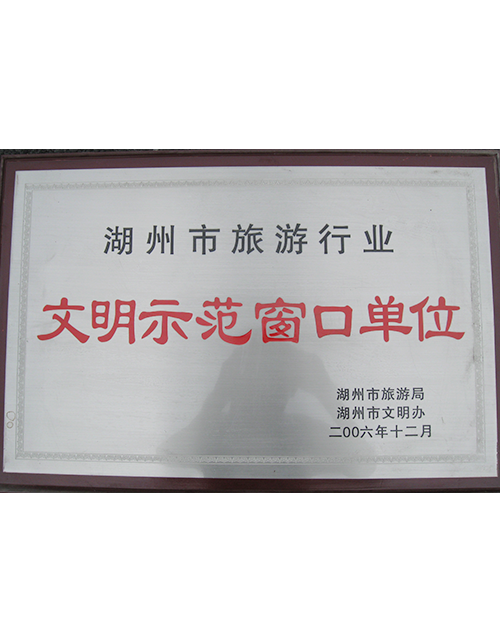 湖州市旅游行业
文明示范窗口单位
湖州市旅游局
湖州市文明办
二00六年十二月